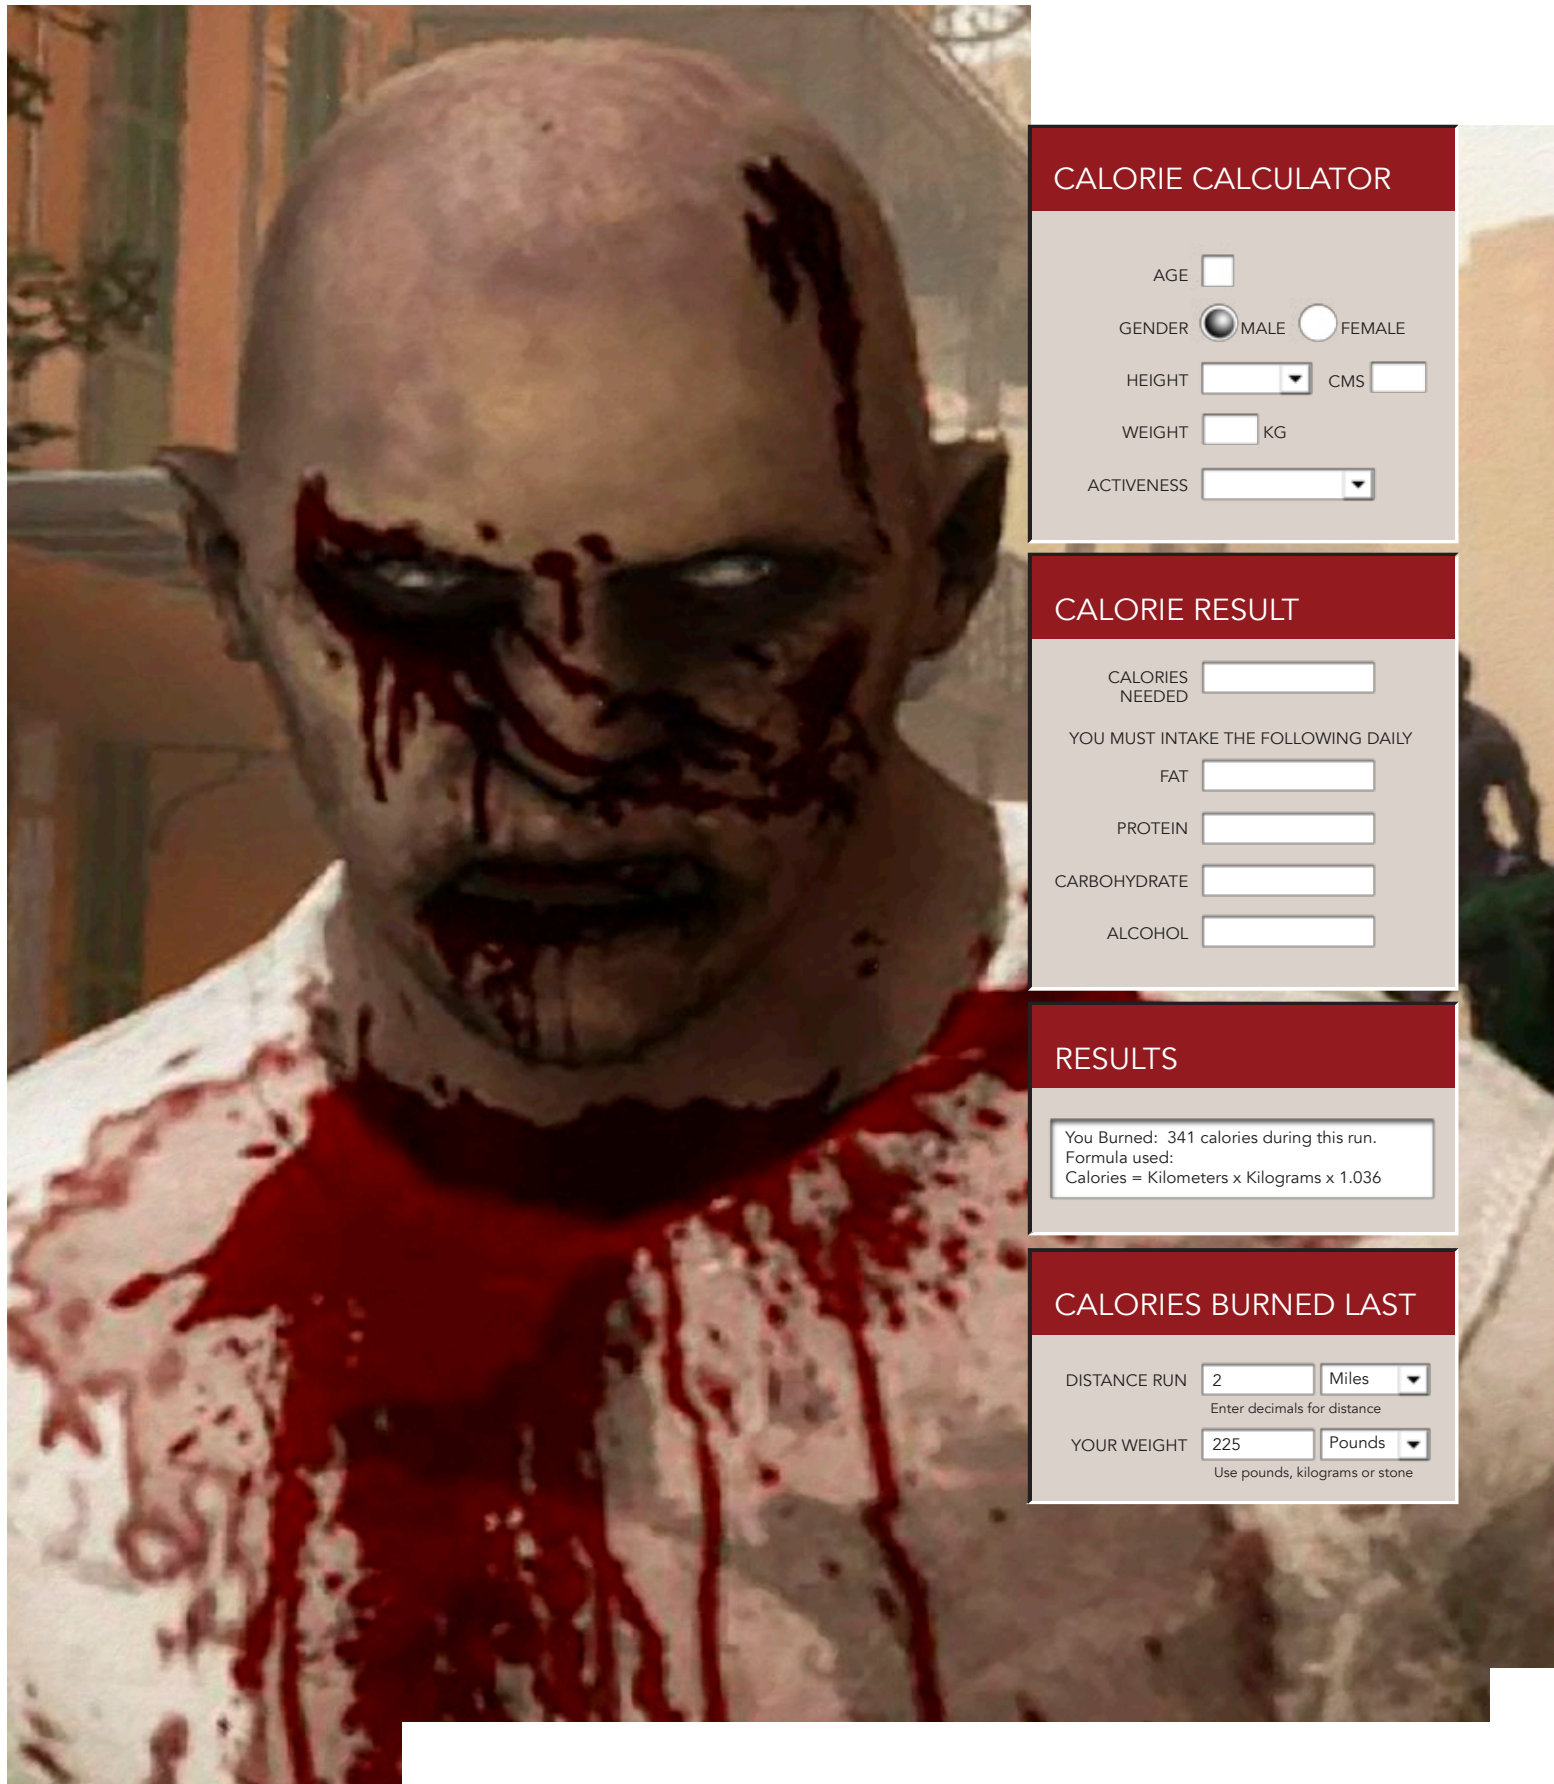 CALORIE CALCULATOR
AGE
GENDER MALE FEMALE
HEIGHT CMS
WEIGHT KG
ACTIVENESS
CALORIE RESULT
CALORIES
NEEDED
YOU MUST INTAKE THE FOLLOWING DAILY
FAT
PROTEIN
CARBOHYDRATE
ALCOHOL
RESULTS
You Burned: 341 calories during this run.
Formula used:
Calories = Kilometers x Kilograms x 1.036
CALORIES BURNED LAST
DISTANCE RUN 2 Miles
Enter decimals for distance
YOUR WEIGHT 225 Pounds
Use pounds, kilograms or stone